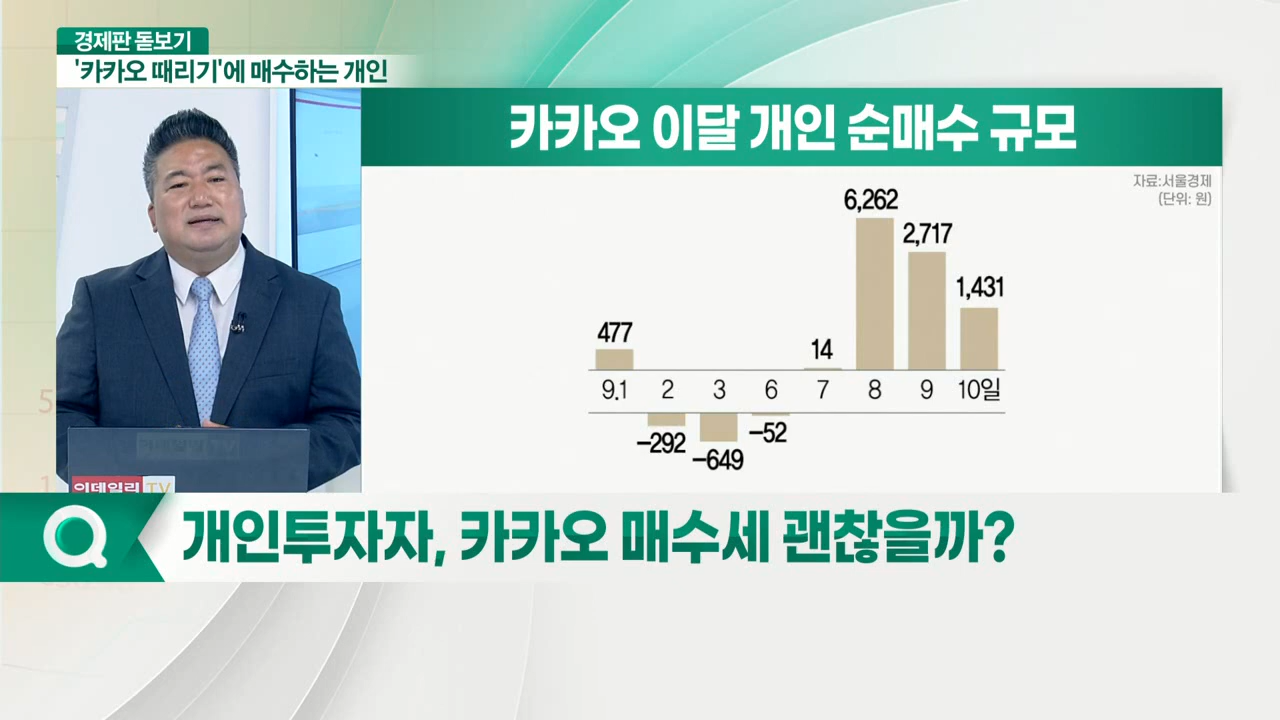 경제판 돋보기
'카카오 때리기'에 매수하는 개인
카카오 이달 개인 순매수 규모
자료:서울경제
(단위: 원)
6,262
2,717
1,431
477
14
9.1 2 3 6 7 8 9 10일
-292
-649
-52
이데일리 TV
개인투자자, 카카오 매수세 괜찮을까?